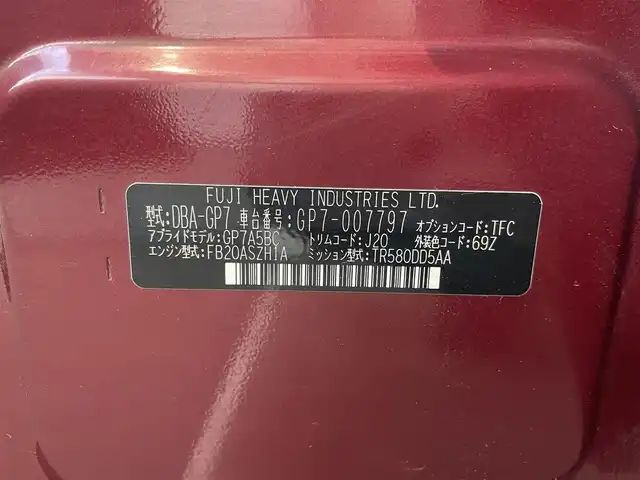 FUJI HEAVY INDUSTRIES LTD.
型式:DBA-GP7 車台番号:GP7-007797 オプションコード:TFC
アプライドモデル:GP7A5BC トリムコード:J20 外装色コード:69Z
エンジン型式:FB20ASZH1A ミッション型式:TR580DD5AA